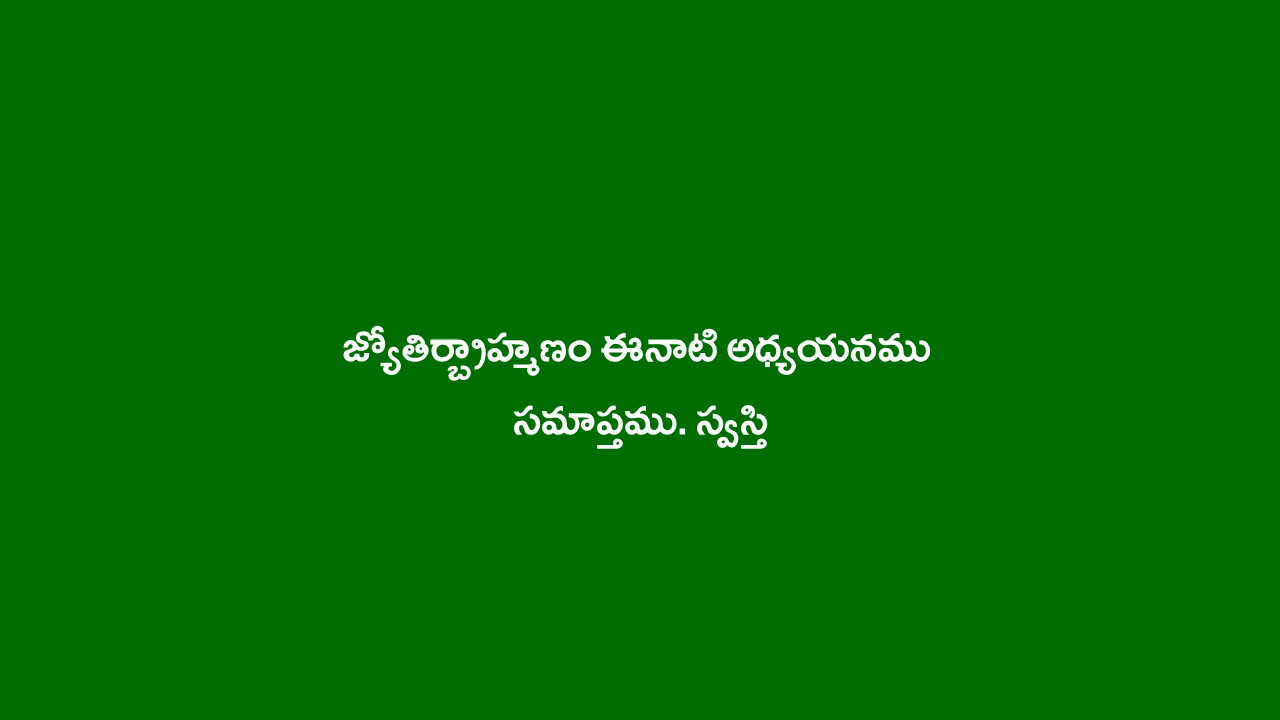 జ్యోతిర్బ్రాహ్మణం ఈనాటి అధ్యయనము
సమాప్తము. స్వస్తి